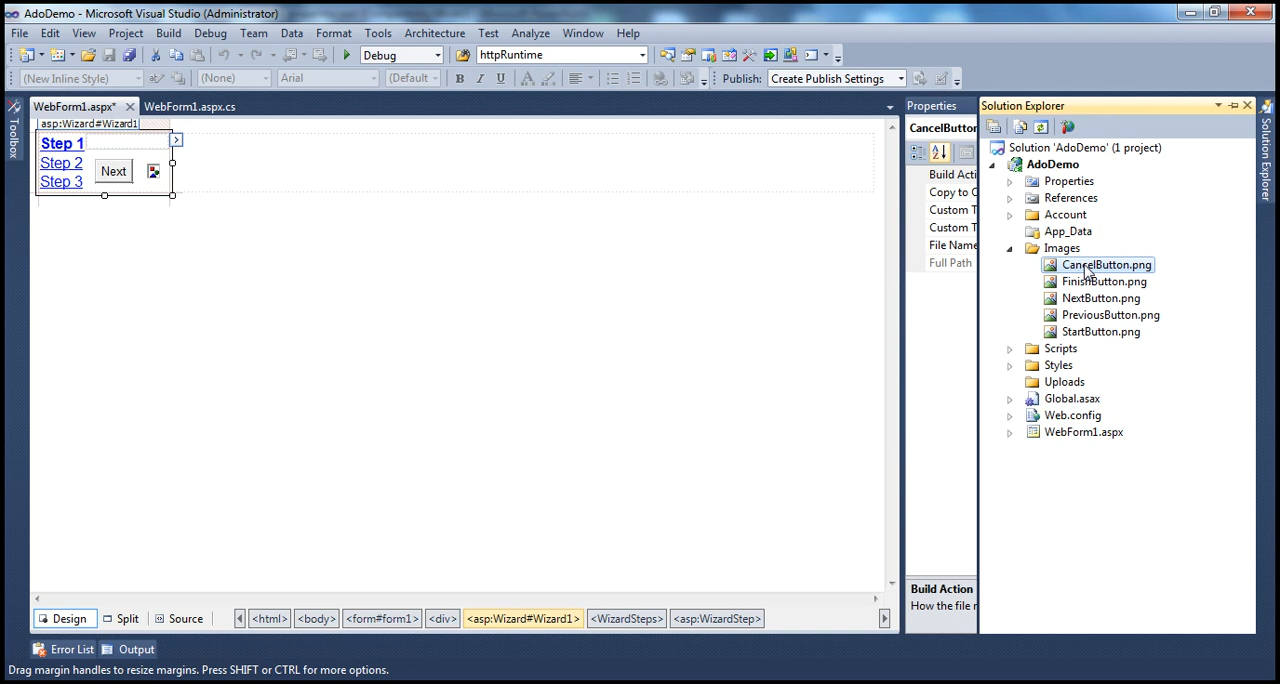 AdoDemo - Microsoft Visual Studio (Administrator)
File Edit View Project Build Debug Team Data Format Tools Architecture Test Analyze Window Help
Debug httpRuntime
(New Inline Style) (None) Arial (Default B I U A Publish: Create Publish Settings
WebForm1.aspx* WebForm1.aspx.cs
Toolbox
asp:Wizard#Wizard1
Step 1
Step 2
Step 3
Next
Design Split Source <html> <body> <form#form1> <div> <asp:Wizard#Wizard1> <WizardSteps> <asp:WizardStep>
Properties
CancelButton
Build Acti
Copy to C
Custom T
Custom T
File Name
Full Path
Build Action
How the file r
Solution Explorer
Solution 'AdoDemo' (1 project)
AdoDemo
Properties
References
Account
App_Data
Images
CancelButton.png
FinishButton.png
NextButton.png
PreviousButton.png
StartButton.png
Scripts
Styles
Uploads
Global.asax
Web.config
WebForm1.aspx
Solution Explorer
Error List Output
Drag margin handles to resize margins. Press SHIFT or CTRL for more options.